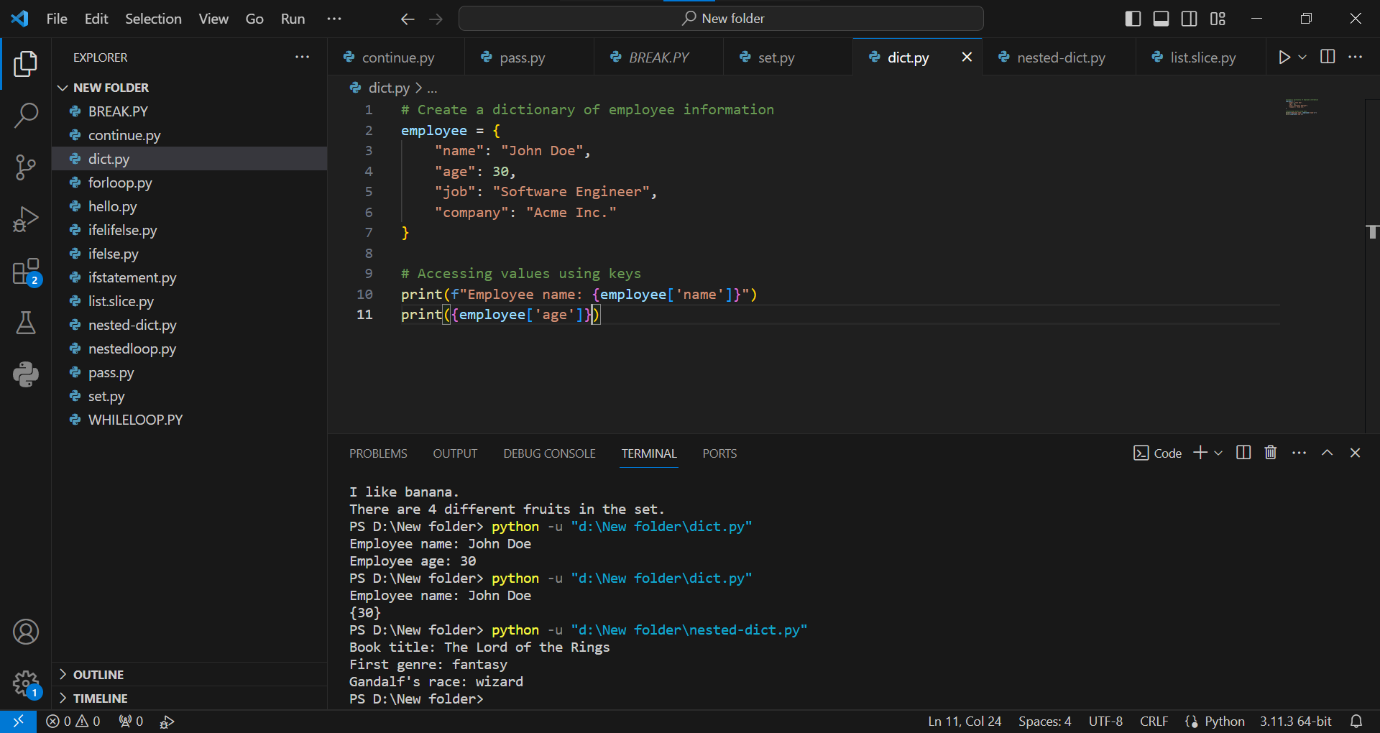 File Edit Selection View Go Run ··· New folder
EXPLORER ···
NEW FOLDER
BREAK.PY
continue.py
dict.py
forloop.py
hello.py
ifelifelse.py
ifelse.py
ifstatement.py
list.slice.py
nested-dict.py
nestedloop.py
pass.py
set.py
WHILELOOP.PY
OUTLINE
TIMELINE
2
1
continue.py pass.py BREAK.PY set.py dict.py nested-dict.py list.slice.py
dict.py > ...
1 # Create a dictionary of employee information
2 employee = {
3     "name": "John Doe",
4     "age": 30,
5     "job": "Software Engineer",
6     "company": "Acme Inc."
7 }
8
9 # Accessing values using keys
10 print(f"Employee name: {employee['name']}")
11 print({employee['age']})
PROBLEMS OUTPUT DEBUG CONSOLE TERMINAL PORTS Code
I like banana.
There are 4 different fruits in the set.
PS D:\New folder> python -u "d:\New folder\dict.py"
Employee name: John Doe
Employee age: 30
PS D:\New folder> python -u "d:\New folder\dict.py"
Employee name: John Doe
{30}
PS D:\New folder> python -u "d:\New folder\nested-dict.py"
Book title: The Lord of the Rings
First genre: fantasy
Gandalf's race: wizard
PS D:\New folder>
0 0 0 Ln 11, Col 24 Spaces: 4 UTF-8 CRLF Python 3.11.3 64-bit